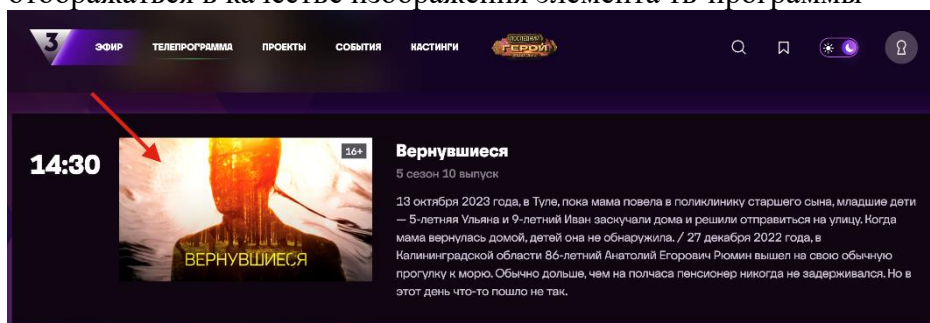 отображаться в качестве изображения элемента тв-программы
3 ЭФИР ТЕЛЕПРОГРАММА ПРОЕКТЫ СОБЫТИЯ КАСТИНГИ ПОСЛЕДНИЙ ГЕРОЙ
14:30
16+
ВЕРНУВШИЕСЯ
Вернувшиеся
5 сезон 10 выпуск
13 октября 2023 года, в Туле, пока мама повела в поликлинику старшего сына, младшие дети
— 5-летняя Ульяна и 9-летний Иван заскучали дома и решили отправиться на улицу. Когда
мама вернулась домой, детей она не обнаружила. / 27 декабря 2022 года, в
Калининградской области 86-летний Анатолий Егорович Рюмин вышел на свою обычную
прогулку к морю. Обычно дольше, чем на полчаса пенсионер никогда не задерживался. Но в
этот день что-то пошло не так.